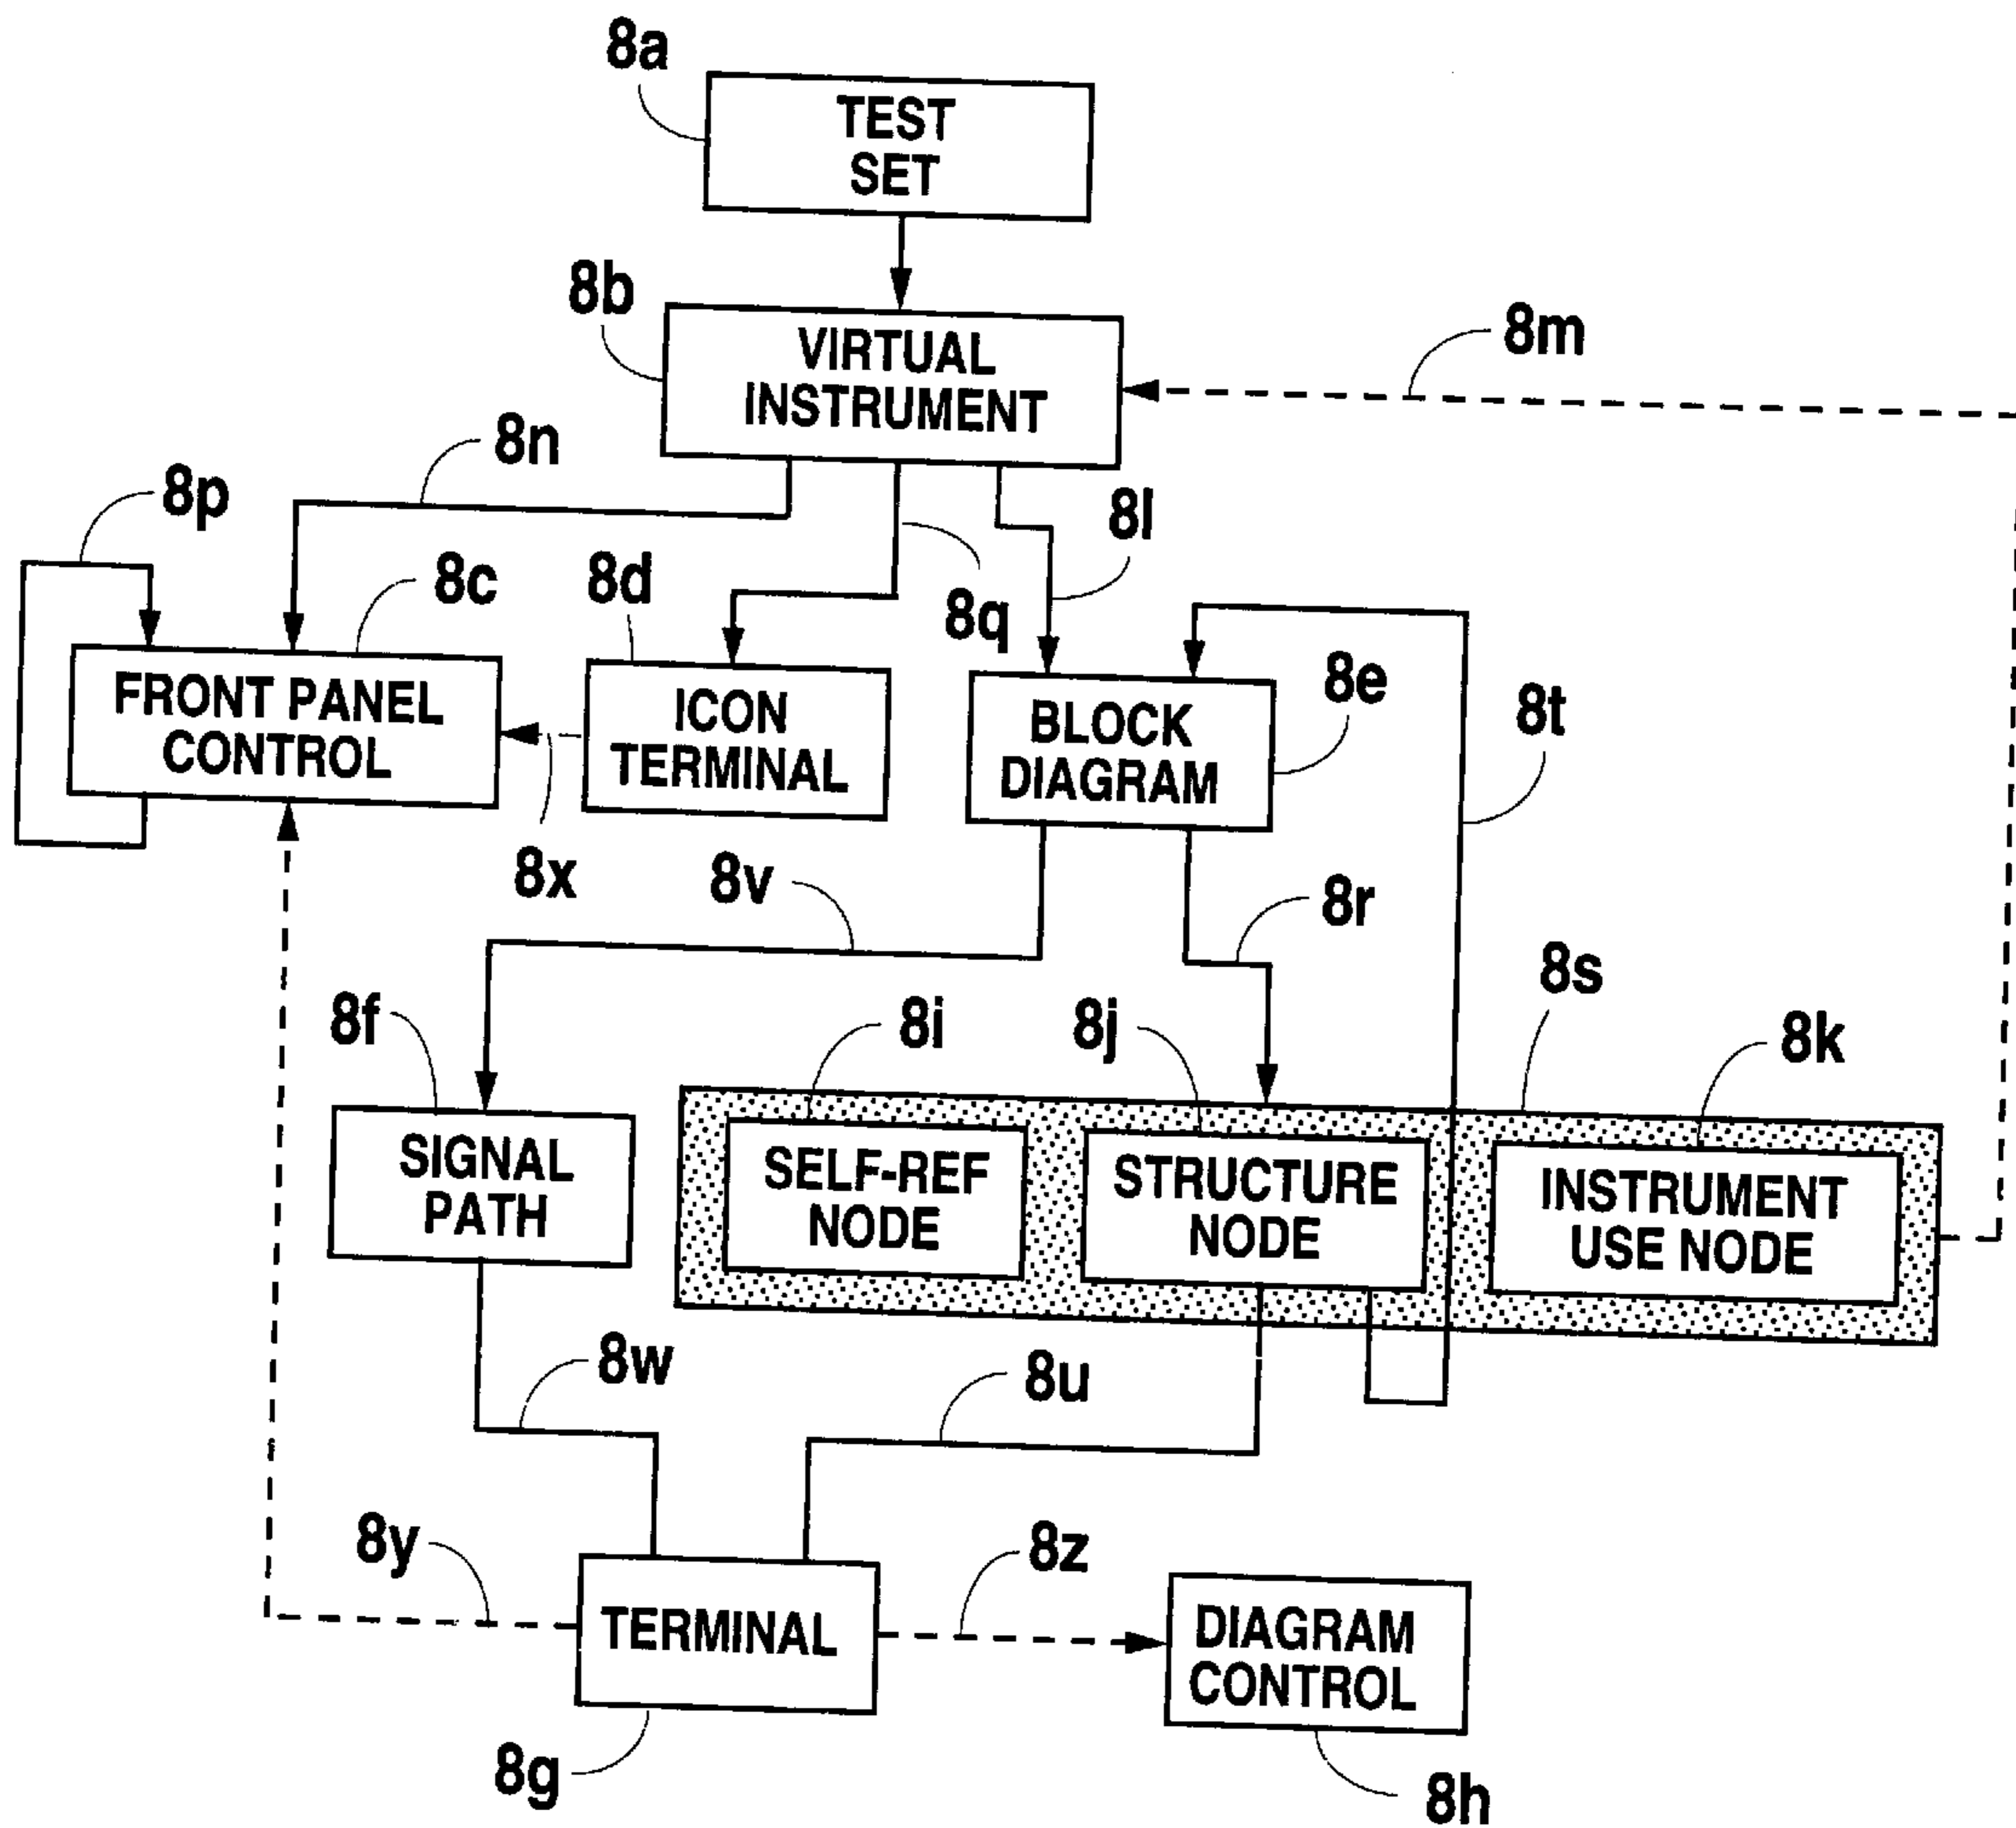 8a
TEST
SET
8b
VIRTUAL
INSTRUMENT
8m
8n
8p
8l
8c
8d
8q
FRONT PANEL
CONTROL
ICON
TERMINAL
BLOCK
DIAGRAM
8e
8t
8x
8v
8r
8s
8f
8i
8j
8k
SIGNAL
PATH
SELF-REF
NODE
STRUCTURE
NODE
INSTRUMENT
USE NODE
8w
8u
8y
8z
TERMINAL
DIAGRAM
CONTROL
8g
8h